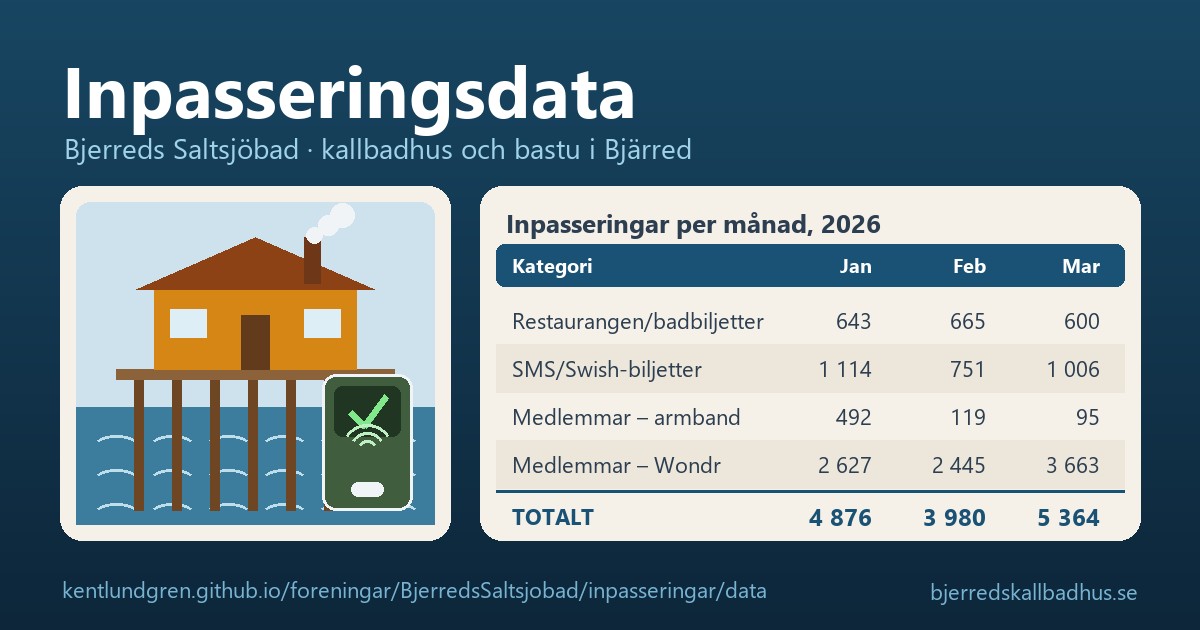 Inpasseringsdata
Bjerreds Saltsjöbad · kallbadhus och bastu i Bjärred
Inpasseringar per månad, 2026
Kategori Jan Feb Mar
Restaurangen/badbiljetter 643 665 600
SMS/Swish-biljetter 1 114 751 1 006
Medlemmar – armband 492 119 95
Medlemmar – Wondr 2 627 2 445 3 663
TOTALT 4 876 3 980 5 364
kentlundgren.github.io/foreningar/BjerredsSaltsjobad/inpasseringar/data
bjerredskallbadhus.se